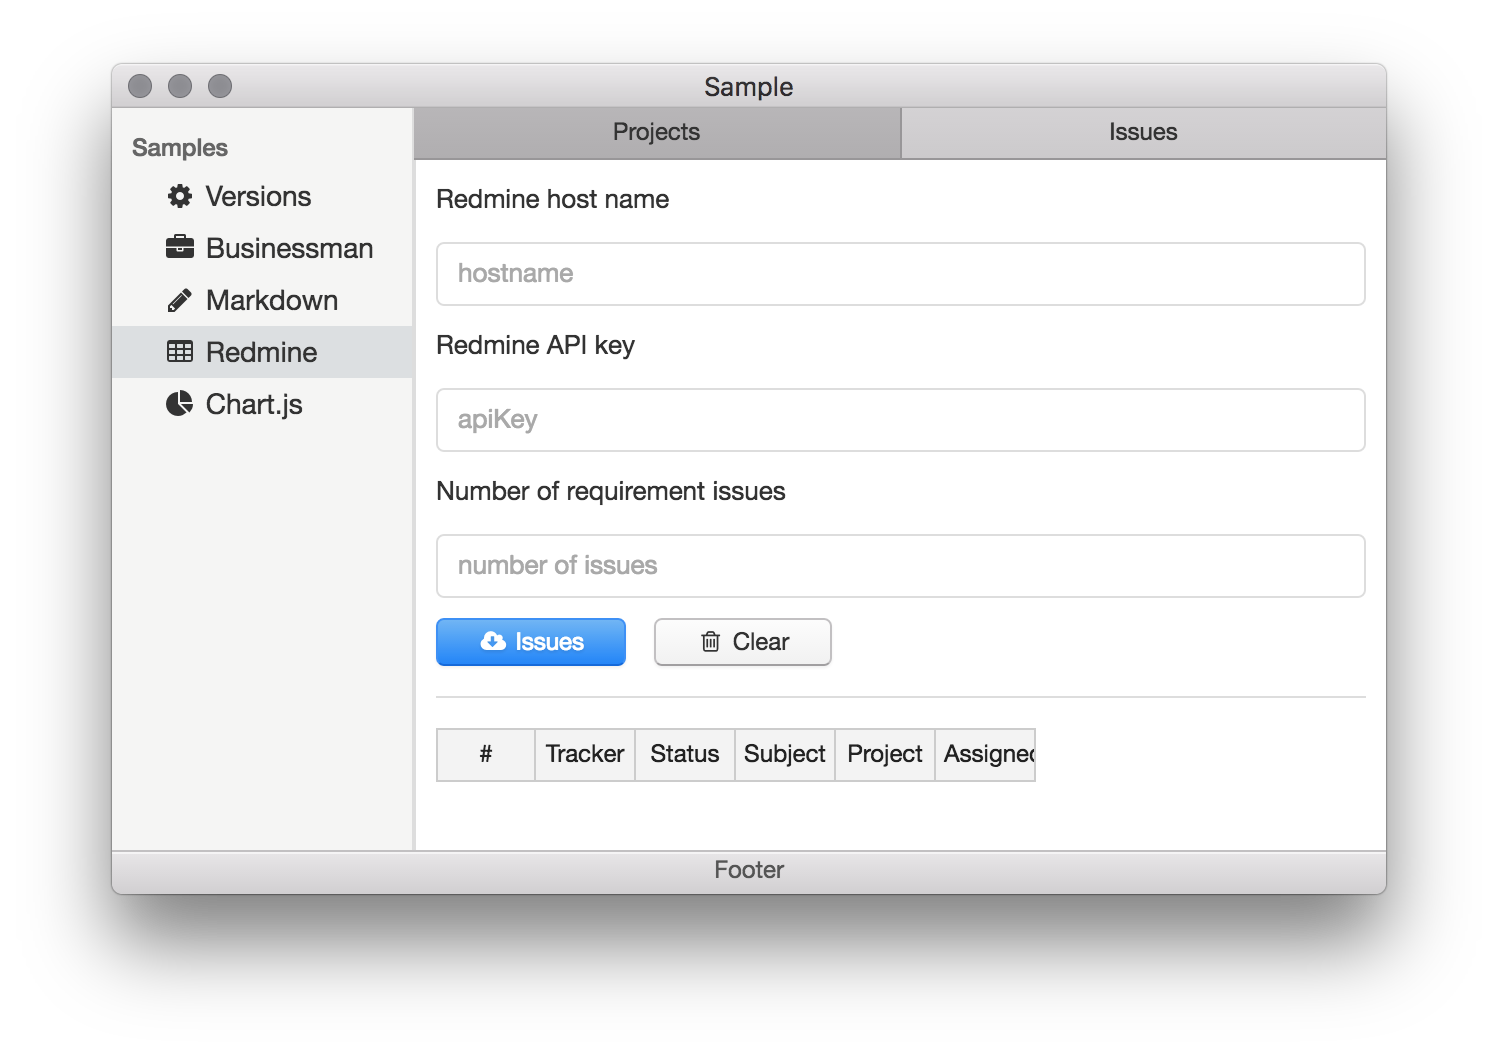 Sample
Samples
Versions
Businessman
Markdown
Redmine
Chart.js
Projects
Issues
Redmine host name
hostname
Redmine API key
apiKey
Number of requirement issues
number of issues
Issues
Clear
# Tracker Status Subject Project Assigned
Footer